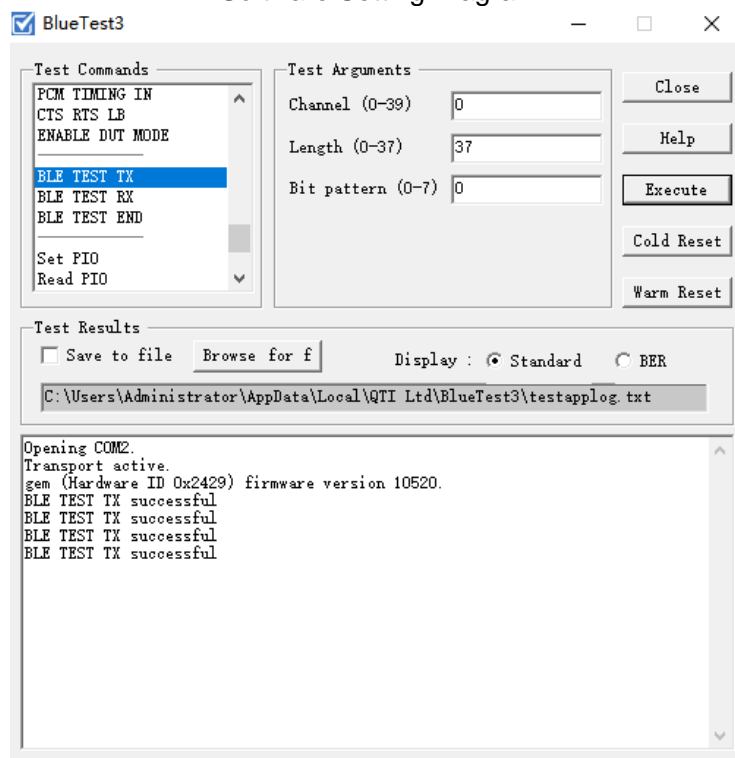 BlueTest3
Test Commands
PCM TIMING IN
CTS RTS LB
ENABLE DUT MODE
BLE TEST TX
BLE TEST RX
BLE TEST END
Set PIO
Read PIO
Test Arguments
Channel (0-39) 0
Length (0-37) 37
Bit pattern (0-7) 0
Close
Help
Execute
Cold Reset
Warm Reset
Test Results
Save to file Browse for f Display : Standard BER
C:\Users\Administrator\AppData\Local\QTI Ltd\BlueTest3\testapplog.txt
Opening COM2.
Transport active.
gem (Hardware ID 0x2429) firmware version 10520.
BLE TEST TX successful
BLE TEST TX successful
BLE TEST TX successful
BLE TEST TX successful